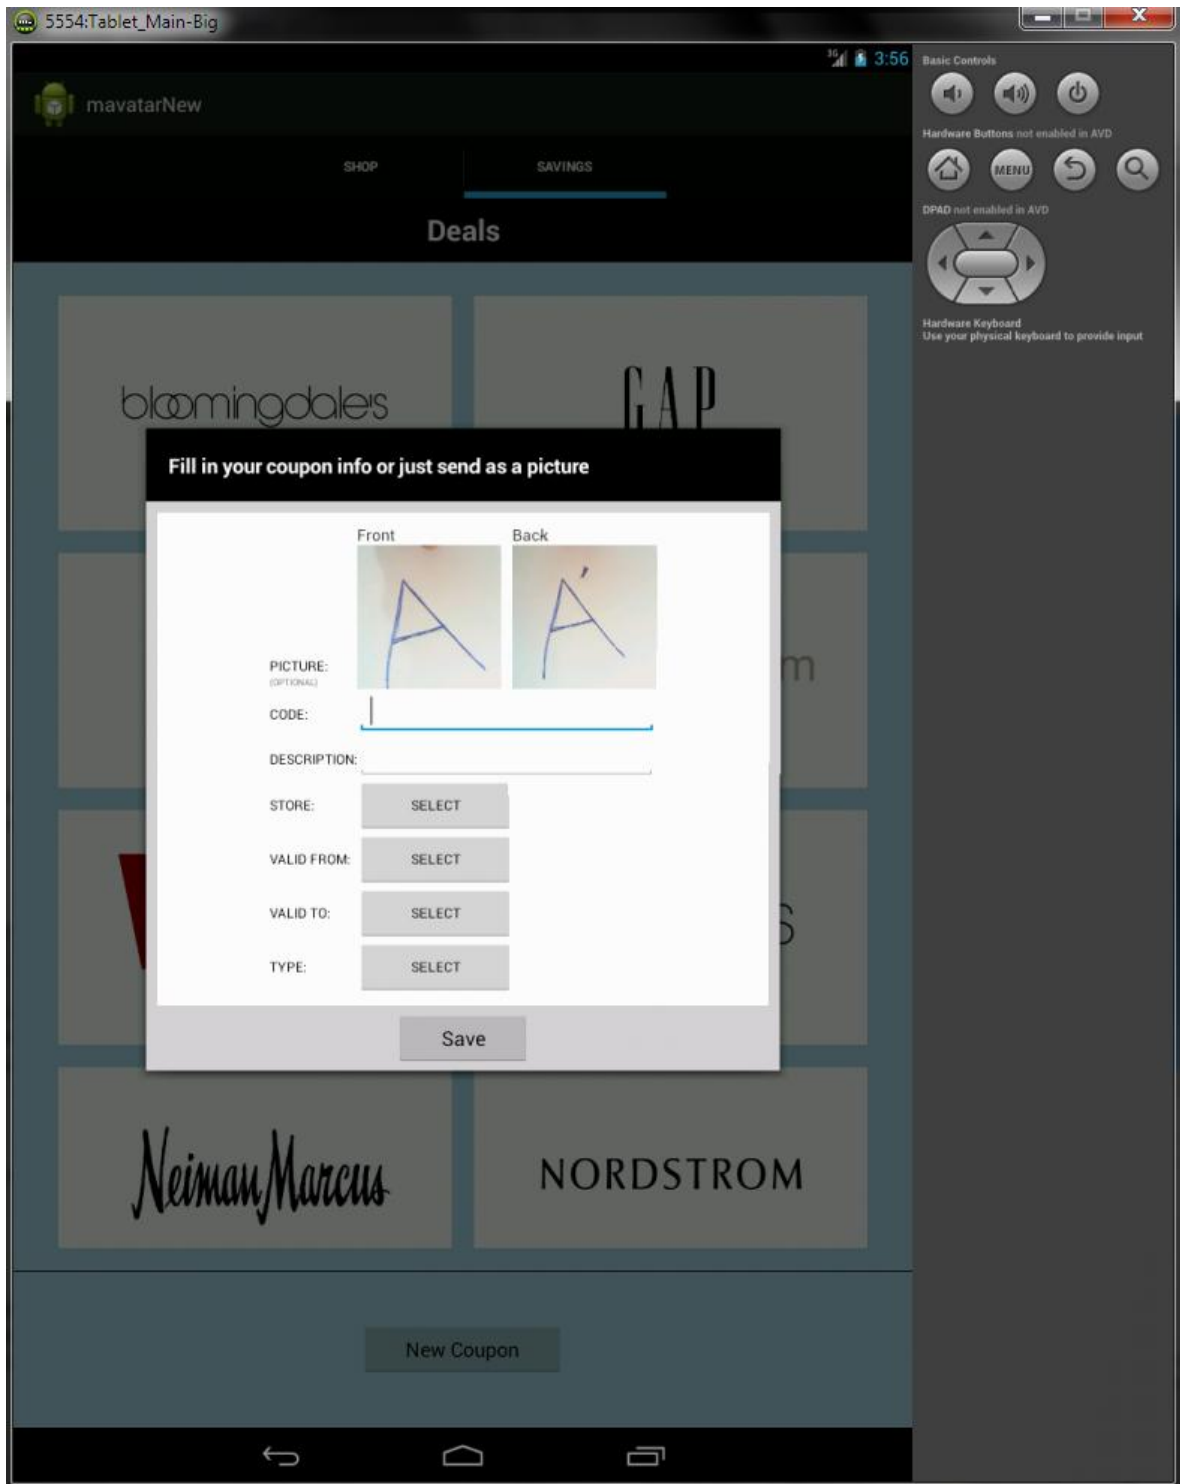 5554:Tablet_Main-Big
3G 3:56
mavatarNew
SHOP SAVINGS
Deals
bloomingdale's
GAP
Fill in your coupon info or just send as a picture
Front Back
A A'
PICTURE:
(OPTIONAL)
CODE:
DESCRIPTION:
STORE: SELECT
VALID FROM: SELECT
VALID TO: SELECT
TYPE: SELECT
Save
m
s
Neiman Marcus
NORDSTROM
New Coupon
Basic Controls
Hardware Buttons not enabled in AVD
MENU
DPAD not enabled in AVD
Hardware Keyboard
Use your physical keyboard to provide input